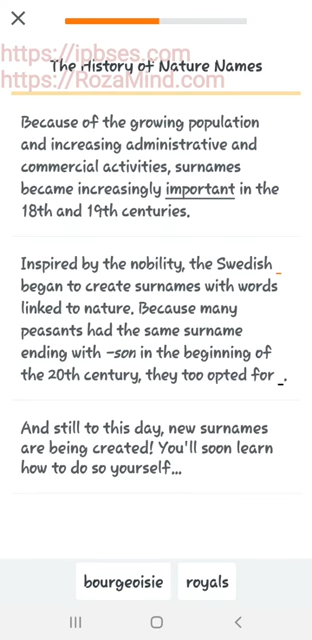 https://ipbses.com
The History of Nature Names
https://RozaMind.com
Because of the growing population
and increasing administrative and
commercial activities, surnames
became increasingly important in the
18th and 19th centuries.
Inspired by the nobility, the Swedish _
began to create surnames with words
linked to nature. Because many
peasants had the same surname
ending with -son in the beginning of
the 20th century, they too opted for _.
And still to this day, new surnames
are being created! You'll soon learn
how to do so yourself...
bourgeoisie royals